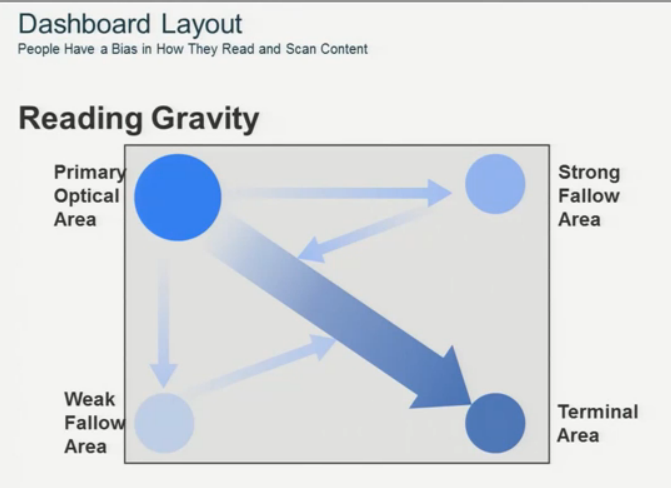 Dashboard Layout
People Have a Bias in How They Read and Scan Content
Reading Gravity
Primary
Optical
Area
Strong
Fallow
Area
Weak
Fallow
Area
Terminal
Area